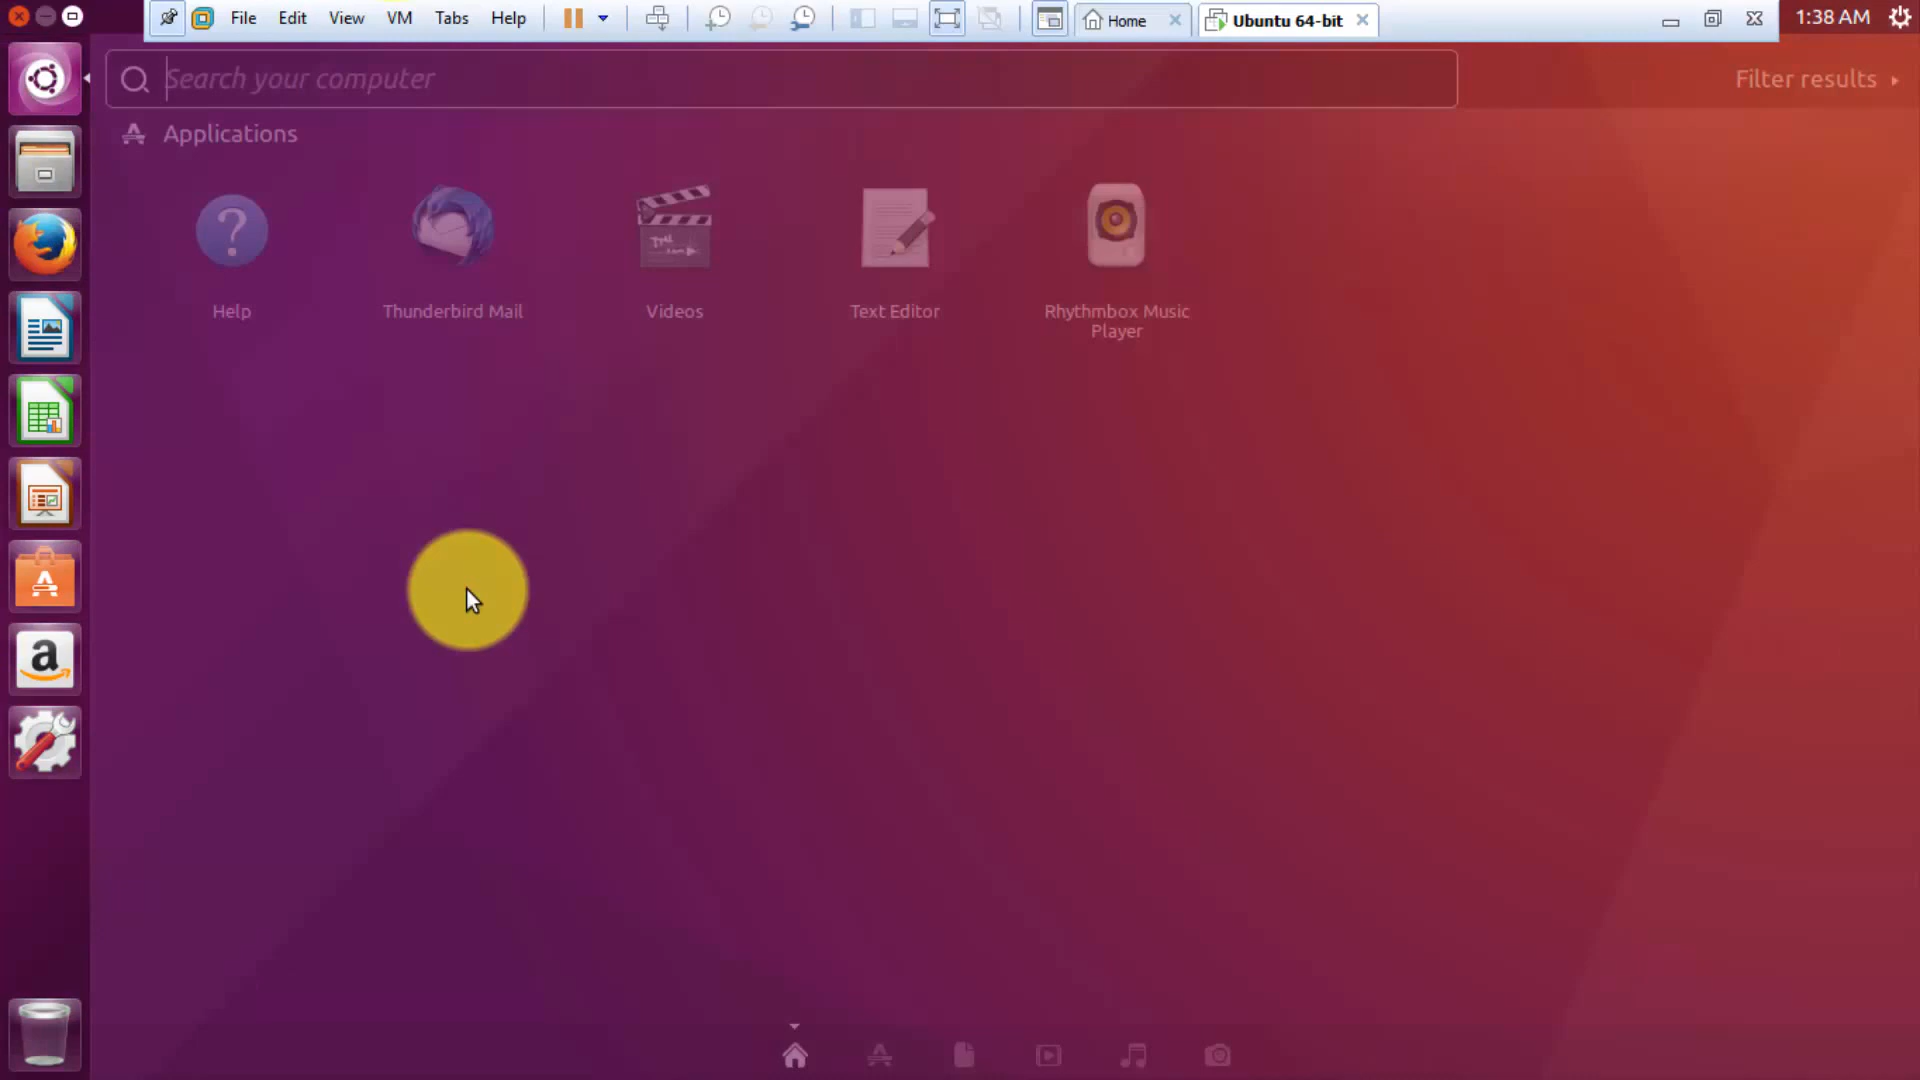 File Edit View VM Tabs Help Home Ubuntu 64-bit 1:38 AM
Search your computer
Filter results
Applications
Help
Thunderbird Mail
Videos
Text Editor
Rhythmbox Music
Player